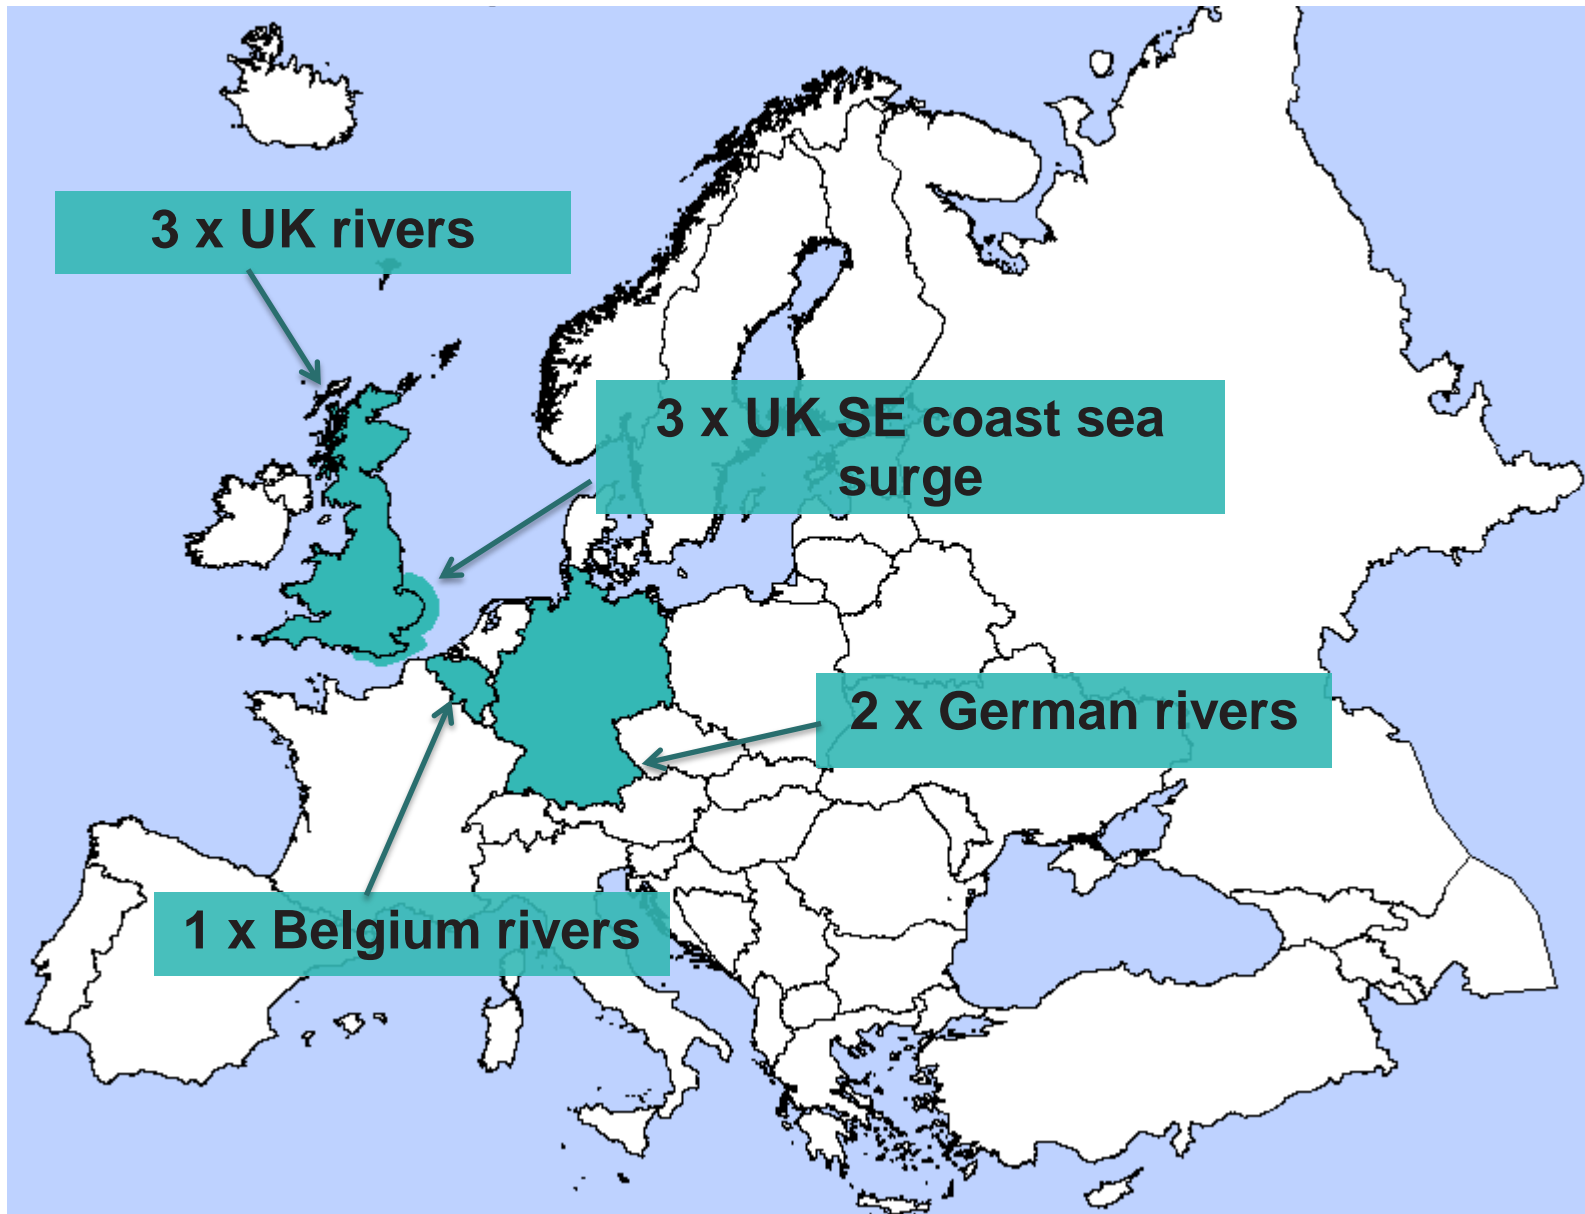 3 x UK rivers
3 x UK SE coast sea
surge
2 x German rivers
1 x Belgium rivers